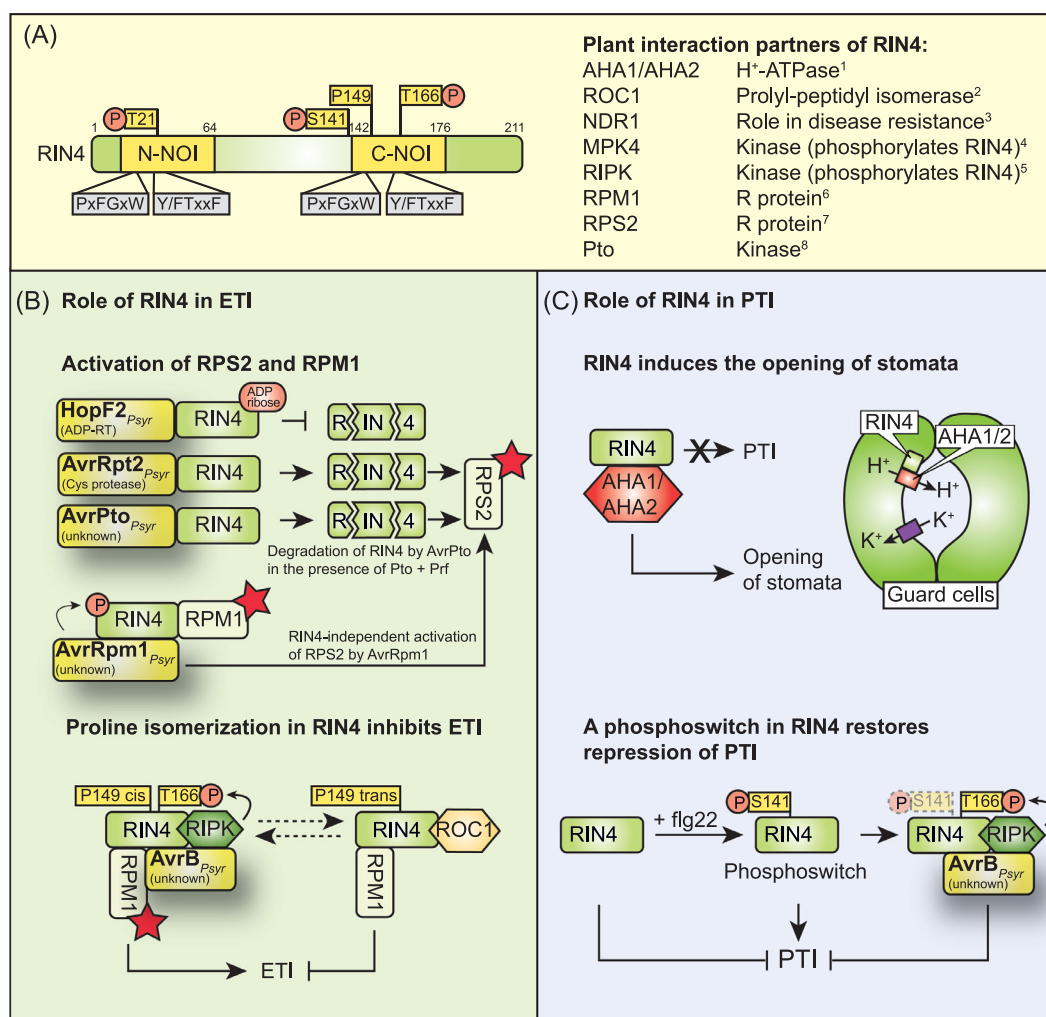 (A)
Plant interaction partners of RIN4:
AHA1/AHA2 H⁺-ATPase¹
ROC1 Prolyl-peptidyl isomerase²
NDR1 Role in disease resistance³
MPK4 Kinase (phosphorylates RIN4)⁴
RIPK Kinase (phosphorylates RIN4)⁵
RPM1 R protein⁶
RPS2 R protein⁷
Pto Kinase⁸
P149 T166 P
P T21 P S141
1 64 142 176 211
RIN4 N-NOI C-NOI
PxFGxW Y/FTxxF PxFGxW Y/FTxxF
(B) Role of RIN4 in ETI
Activation of RPS2 and RPM1
ADP
ribose
HopF2Psyr RIN4 R IN 4
(ADP-RT)
AvrRpt2Psyr RIN4 R IN 4
(Cys protease)
RPS2
AvrPtoPsyr RIN4 R IN 4
(unknown)
Degradation of RIN4 by AvrPto
in the presence of Pto + Prf
P RIN4 RPM1
AvrRpm1Psyr
(unknown)
RIN4-independent activation
of RPS2 by AvrRpm1
Proline isomerization in RIN4 inhibits ETI
P149 cis T166 P P149 trans
RIN4 RIPK RIN4 ROC1
AvrBPsyr
(unknown)
RPM1 RPM1
ETI
(C) Role of RIN4 in PTI
RIN4 induces the opening of stomata
RIN4 X PTI
AHA1/
AHA2
Opening
of stomata
RIN4
AHA1/2
H⁺
H⁺
K⁺
K⁺
Guard cells
A phosphoswitch in RIN4 restores
repression of PTI
P S141 P S141 T166 P
RIN4 + flg22 RIN4 RIN4 RIPK
Phosphoswitch
AvrBPsyr
(unknown)
PTI